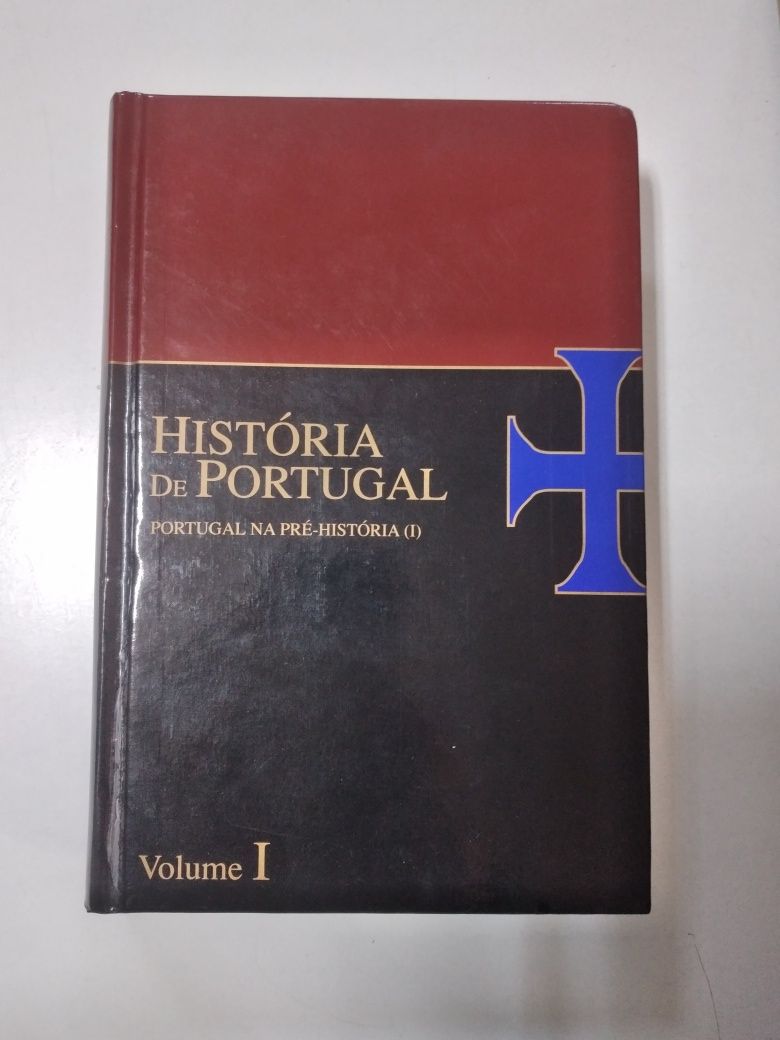 HISTÓRIA
DE PORTUGAL
PORTUGAL NA PRÉ-HISTÓRIA (I)
Volume I